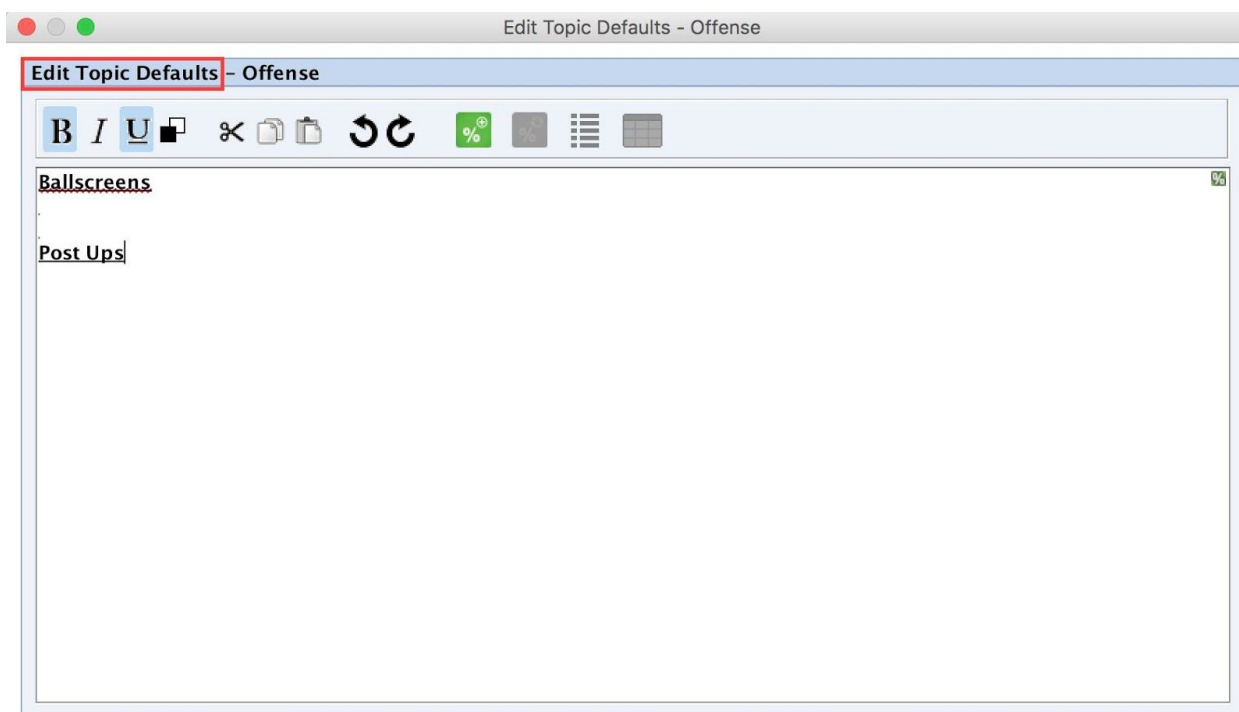 Edit Topic Defaults - Offense
Edit Topic Defaults – Offense
B I U % %
Ballscreens
%
Post Ups